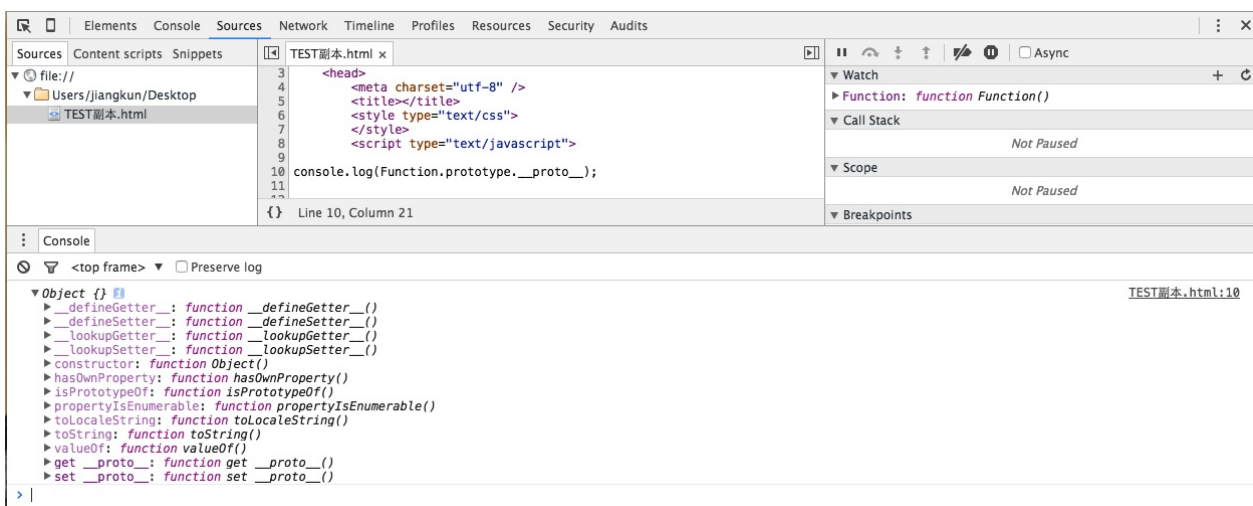 Elements Console Sources Network Timeline Profiles Resources Security Audits
Sources Content scripts Snippets
TEST副本.html ×
Async
file://
Users/jiangkun/Desktop
TEST副本.html
3 <head>
4 <meta charset="utf-8" />
5 <title></title>
6 <style type="text/css">
7 </style>
8 <script type="text/javascript">
9
10 console.log(Function.prototype.__proto__);
11
12
{} Line 10, Column 21
Watch
Function: function Function()
Call Stack
Not Paused
Scope
Not Paused
Breakpoints
Console
<top frame> ▼ Preserve log
Object {}
TEST副本.html:10
__defineGetter__: function __defineGetter__()
__defineSetter__: function __defineSetter__()
__lookupGetter__: function __lookupGetter__()
__lookupSetter__: function __lookupSetter__()
constructor: function Object()
hasOwnProperty: function hasOwnProperty()
isPrototypeOf: function isPrototypeOf()
propertyIsEnumerable: function propertyIsEnumerable()
toLocaleString: function toLocaleString()
toString: function toString()
valueOf: function valueOf()
get __proto__: function get __proto__()
set __proto__: function set __proto__()
>